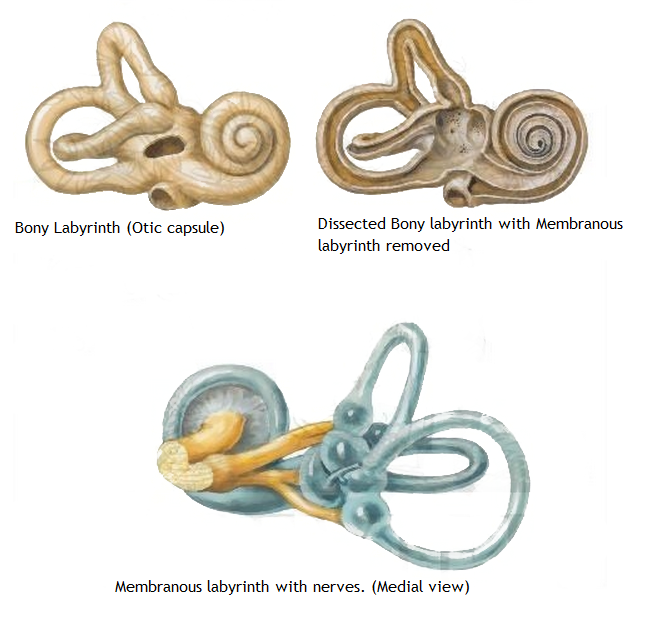 Bony Labyrinth (Otic capsule)
Dissected Bony labyrinth with Membranous
labyrinth removed
Membranous labyrinth with nerves. (Medial view)